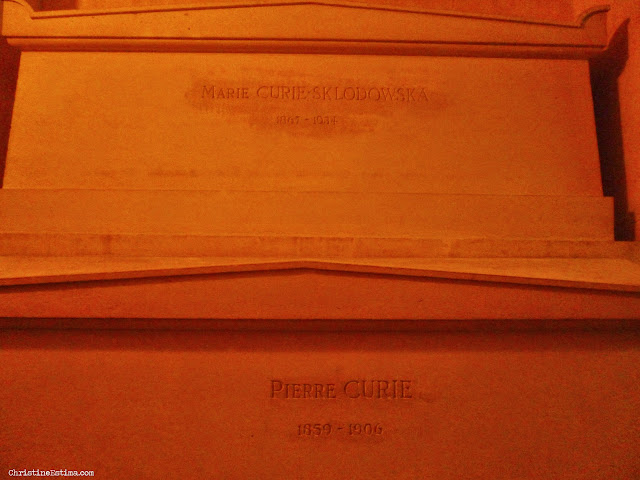 Marie CURIE-SKLODOWSKA
1867 - 1934
Pierre CURIE
1859 - 1906
ChristineEstima.com